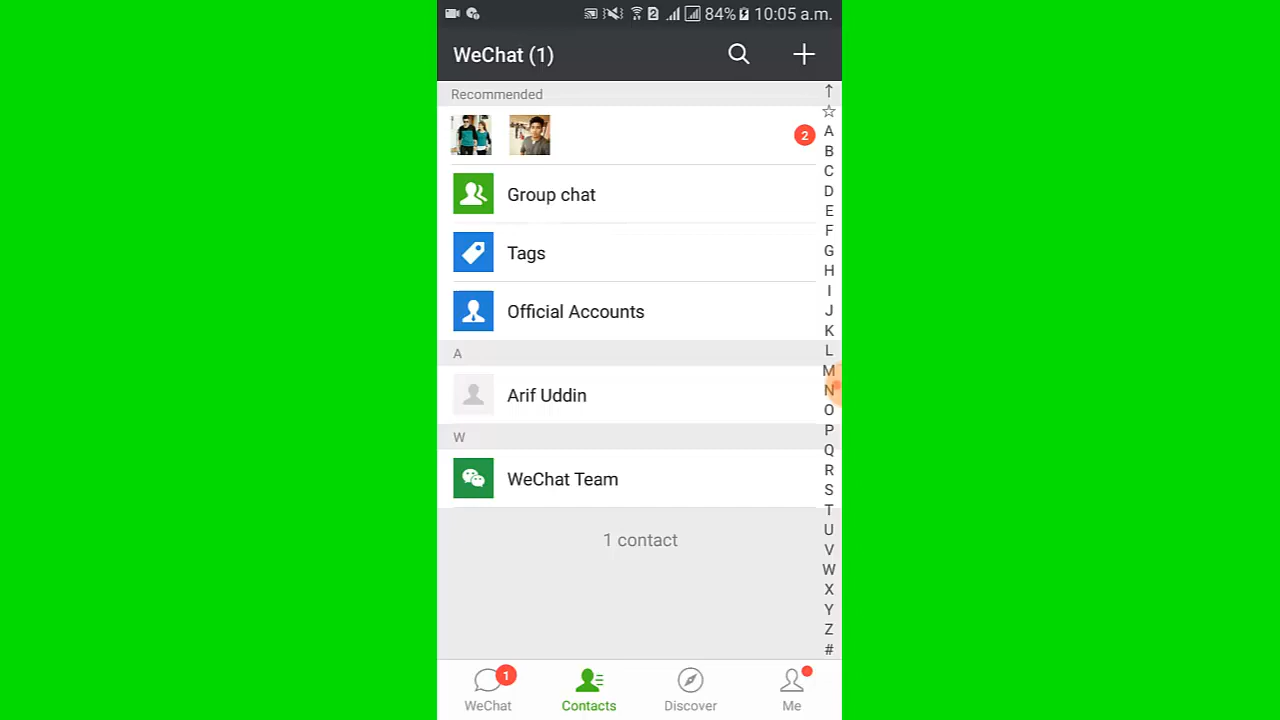 2 84% 10:05 a.m.
WeChat (1)
Recommended
2
Group chat
Tags
Official Accounts
A
Arif Uddin
W
WeChat Team
1 contact
↑
☆
A
B
C
D
E
F
G
H
I
J
K
L
M
N
O
P
Q
R
S
T
U
V
W
X
Y
Z
#
1
WeChat Contacts Discover Me